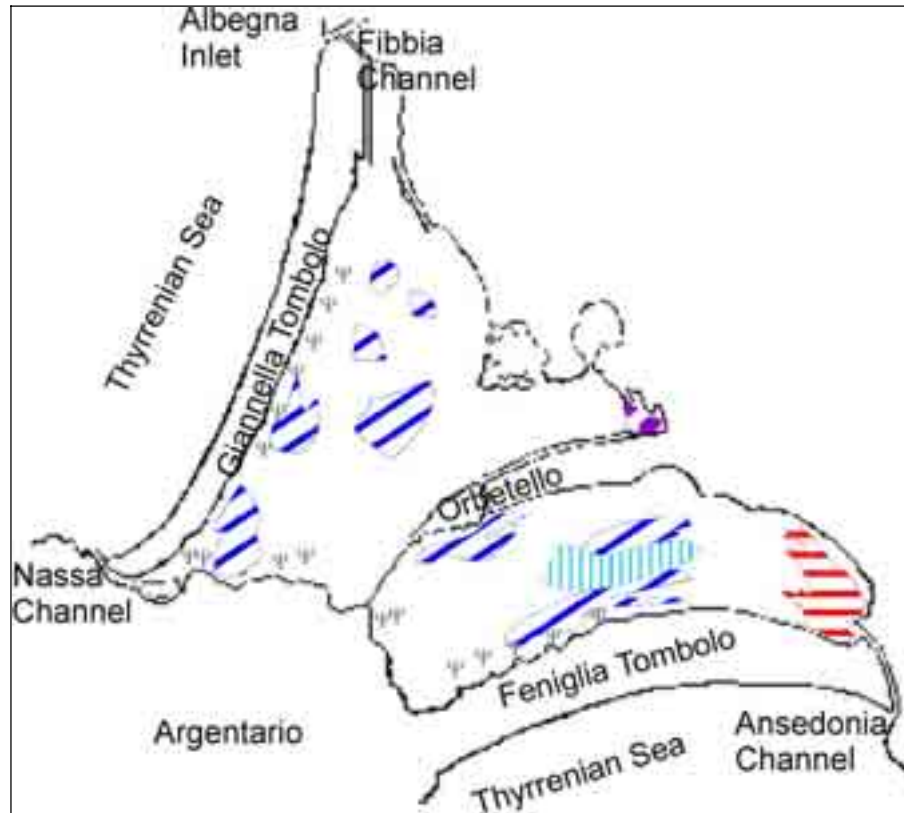 Albegna
Inlet
Fibbia
Channel
Thyrrenian Sea
Giannella Tombolo
Orbetello
Nassa
Channel
Feniglia Tombolo
Argentario
Ansedonia
Channel
Thyrrenian Sea